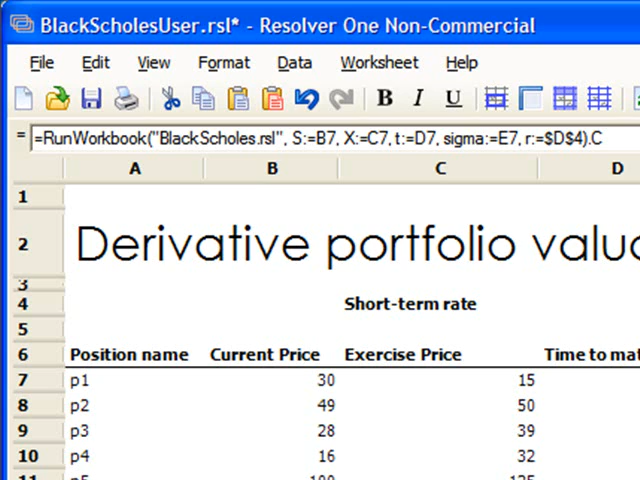 BlackScholesUser.rsl* - Resolver One Non-Commercial
File Edit View Format Data Worksheet Help
B I U
= =RunWorkbook("BlackScholes.rsl", S:=B7, X:=C7, t:=D7, sigma:=E7, r:=$D$4).C
A B C D
1
2 Derivative portfolio
3
4 Short-term rate
5
6 Position name Current Price Exercise Price Time to
7 p1 30 15
8 p2 49 50
9 p3 28 39
10 p4 16 32